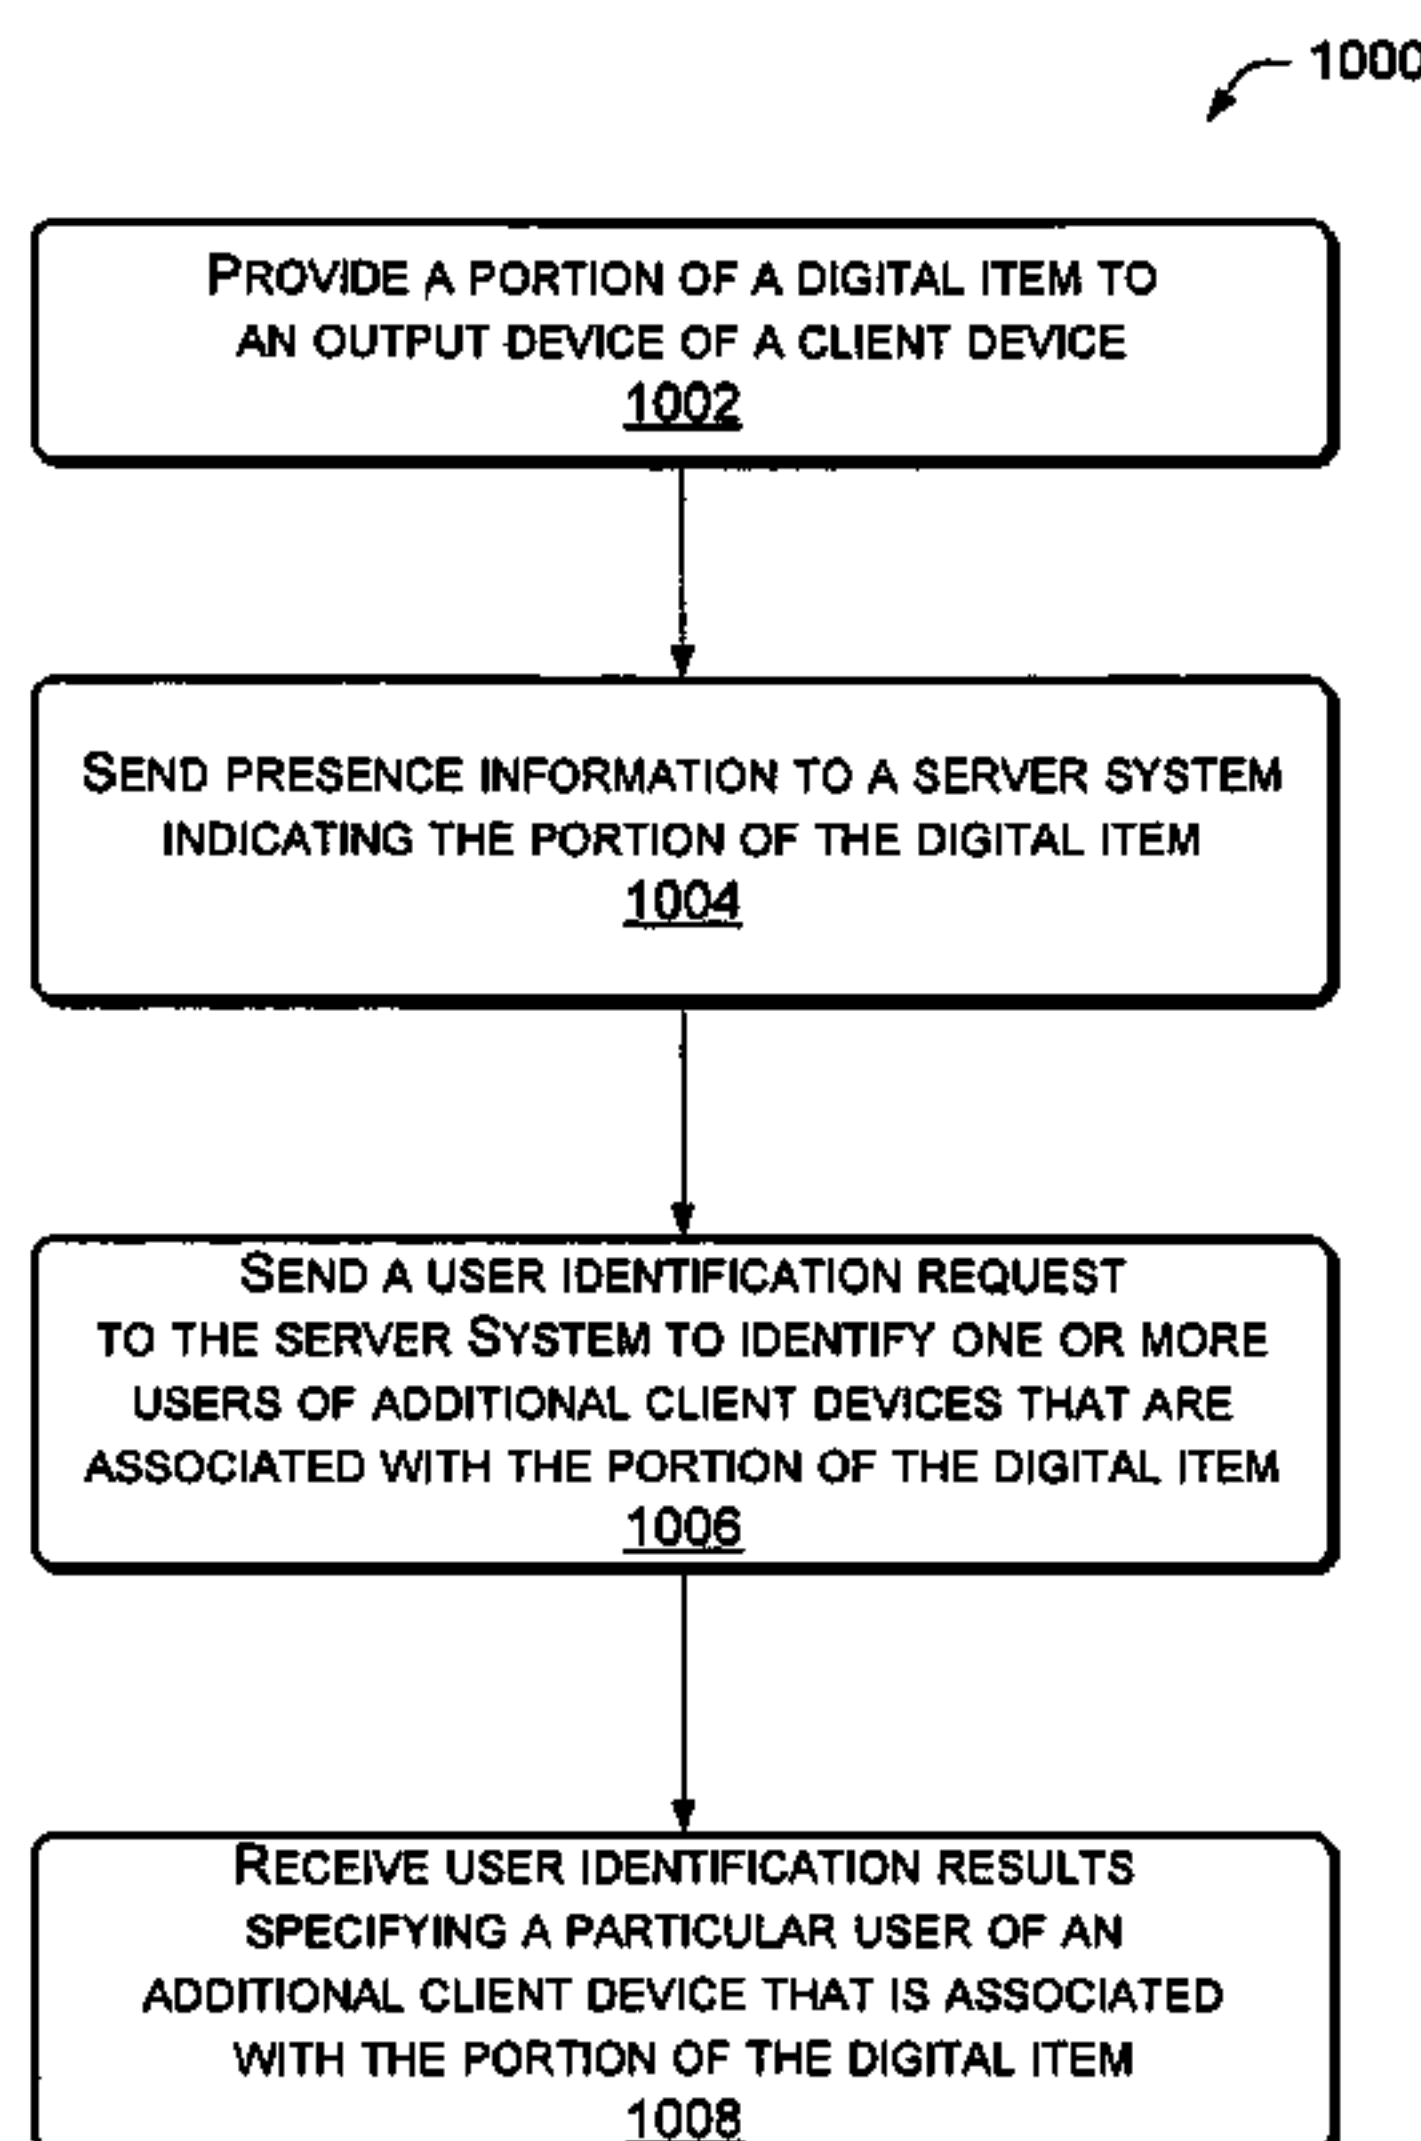 1000
PROVIDE A PORTION OF A DIGITAL ITEM TO
AN OUTPUT DEVICE OF A CLIENT DEVICE
1002
SEND PRESENCE INFORMATION TO A SERVER SYSTEM
INDICATING THE PORTION OF THE DIGITAL ITEM
1004
SEND A USER IDENTIFICATION REQUEST
TO THE SERVER SYSTEM TO IDENTIFY ONE OR MORE
USERS OF ADDITIONAL CLIENT DEVICES THAT ARE
ASSOCIATED WITH THE PORTION OF THE DIGITAL ITEM
1006
RECEIVE USER IDENTIFICATION RESULTS
SPECIFYING A PARTICULAR USER OF AN
ADDITIONAL CLIENT DEVICE THAT IS ASSOCIATED
WITH THE PORTION OF THE DIGITAL ITEM
1008